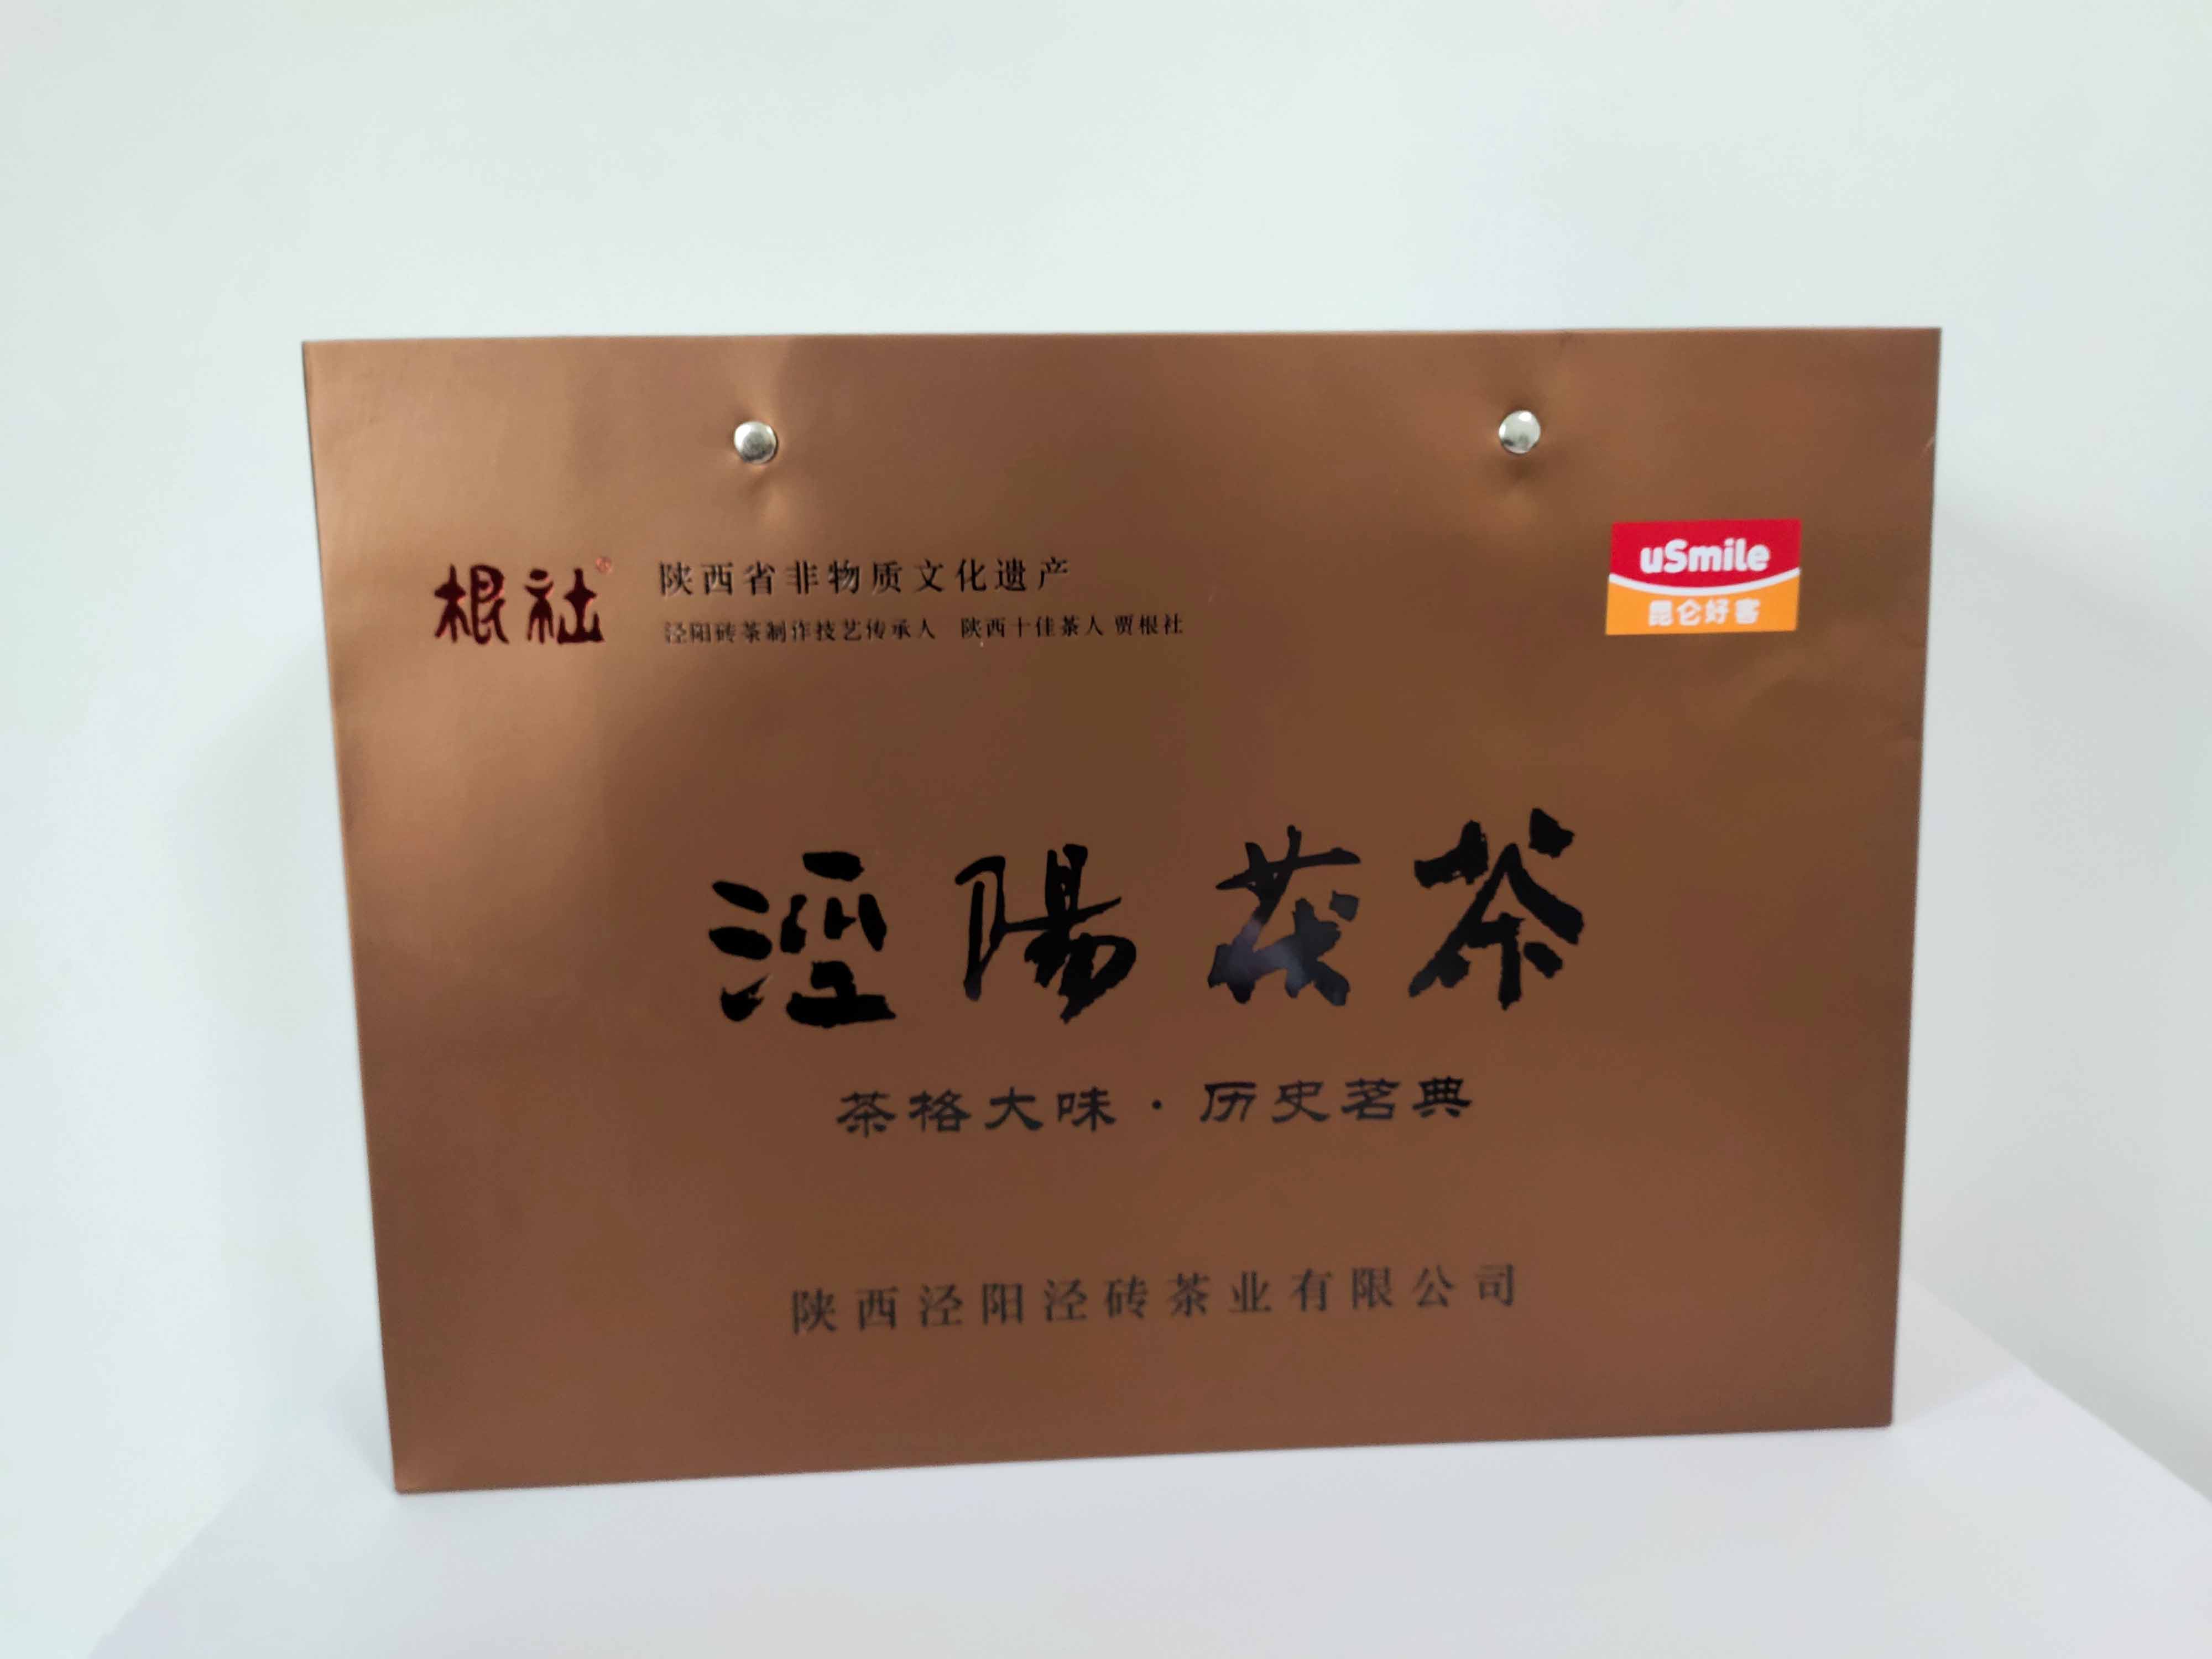 根社®
陕西省非物质文化遗产
泾阳砖茶制作技艺传承人 陕西十佳茶人 贾根社
uSmile
昆仑好客
涇陽茯茶
茶格大味·历史茗典
陕西泾阳泾砖茶业有限公司